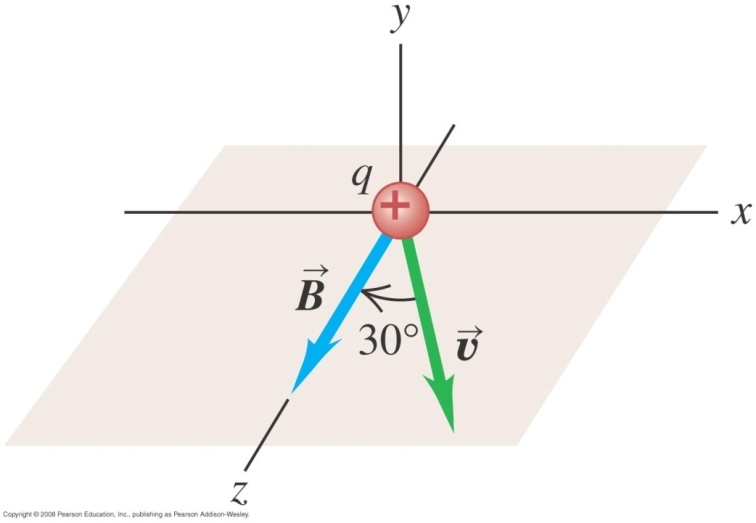 y
q
+
x
B⃗
30°
v⃗
z
Copyright © 2008 Pearson Education, Inc., publishing as Pearson Addison-Wesley.